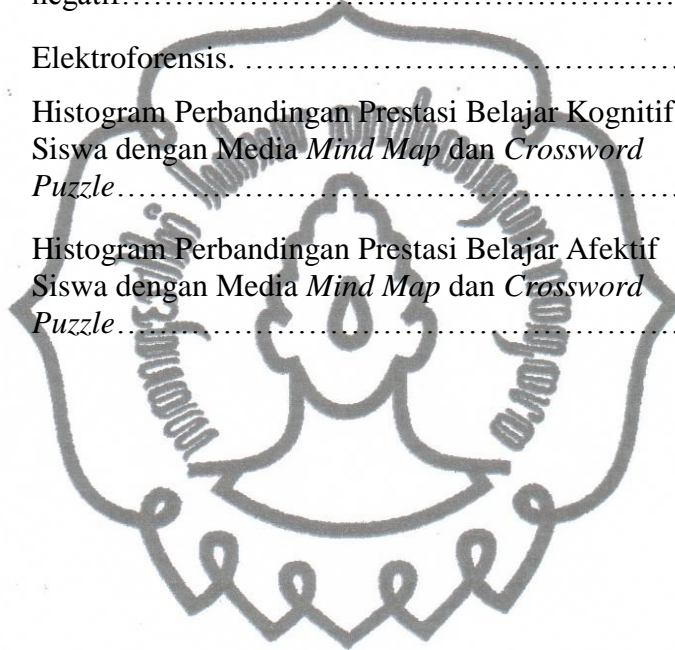 negatif……………………………………
Elektroforensis. ……………………………………
Histogram Perbandingan Prestasi Belajar Kognitif
Siswa dengan Media Mind Map dan Crossword
Puzzle……………………………………………
Histogram Perbandingan Prestasi Belajar Afektif
Siswa dengan Media Mind Map dan Crossword
Puzzle……………………………………………